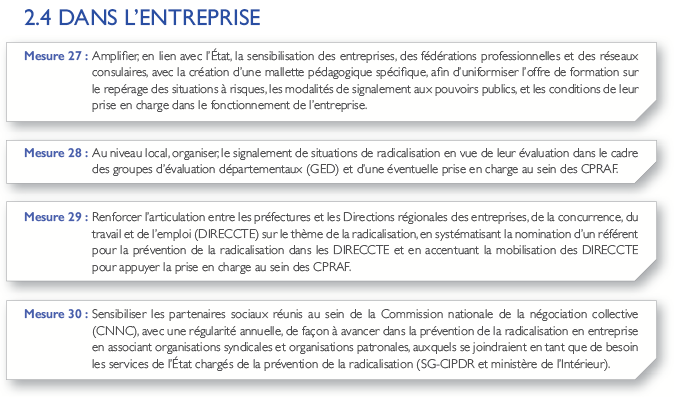 2.4 DANS L’ENTREPRISE
Mesure 27 : Amplifier, en lien avec l’État, la sensibilisation des entreprises, des fédérations professionnelles et des réseaux
consulaires, avec la création d’une mallette pédagogique spécifique, afin d’uniformiser l’offre de formation sur
le repérage des situations à risques, les modalités de signalement aux pouvoirs publics, et les conditions de leur
prise en charge dans le fonctionnement de l’entreprise.
Mesure 28 : Au niveau local, organiser, le signalement de situations de radicalisation en vue de leur évaluation dans le cadre
des groupes d’évaluation départementaux (GED) et d’une éventuelle prise en charge au sein des CPRAF.
Mesure 29 : Renforcer l’articulation entre les préfectures et les Directions régionales des entreprises, de la concurrence, du
travail et de l’emploi (DIRECCTE) sur le thème de la radicalisation, en systématisant la nomination d’un référent
pour la prévention de la radicalisation dans les DIRECCTE et en accentuant la mobilisation des DIRECCTE
pour appuyer la prise en charge au sein des CPRAF.
Mesure 30 : Sensibiliser les partenaires sociaux réunis au sein de la Commission nationale de la négociation collective
(CNNC), avec une régularité annuelle, de façon à avancer dans la prévention de la radicalisation en entreprise
en associant organisations syndicales et organisations patronales, auxquels se joindraient en tant que de besoin
les services de l’État chargés de la prévention de la radicalisation (SG-CIPDR et ministère de l’Intérieur).